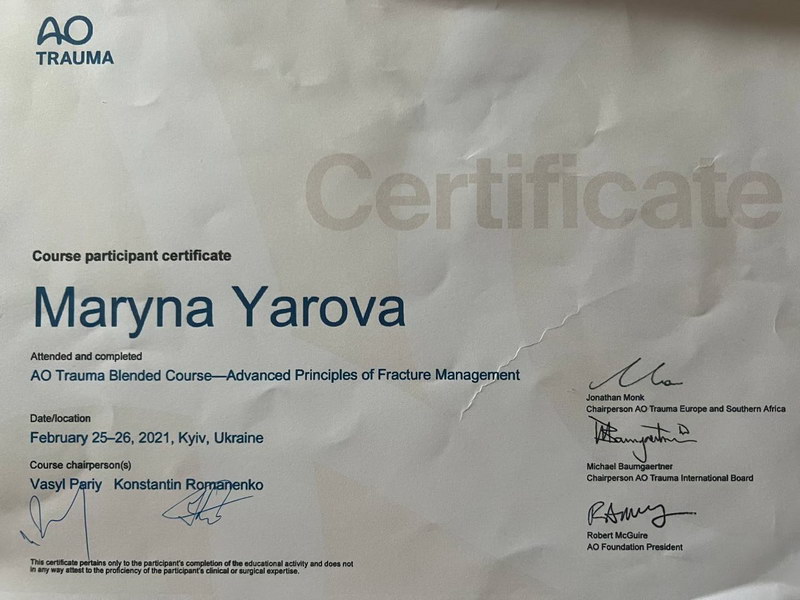 AO
TRAUMA
Certificate
Course participant certificate
Maryna Yarova
Attended and completed
AO Trauma Blended Course—Advanced Principles of Fracture Management
Date/location
February 25–26, 2021, Kyiv, Ukraine
Course chairperson(s)
Vasyl Pariy Konstantin Romanenko
This certificate pertains only to the participant's completion of the educational activity and does not
in any way attest to the proficiency of the participant's clinical or surgical expertise.
Jonathan Monk
Chairperson AO Trauma Europe and Southern Africa
Michael Baumgaertner
Chairperson AO Trauma International Board
Robert McGuire
AO Foundation President